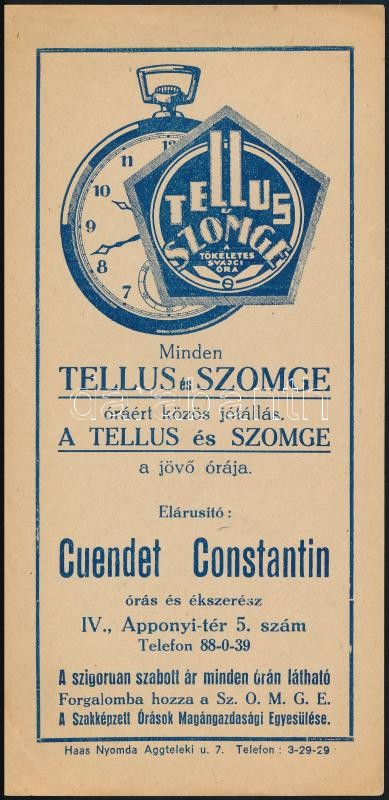 12
11
10
9
8
7
TELLUS
SZOMGE
A
TÖKÉLETES
SVÁJCI
ÓRA
Minden
TELLUS és SZOMGE
óráért közös jótállás.
A TELLUS és SZOMGE
a jövő órája.
Elárusitó:
Cuendet Constantin
órás és ékszerész
IV., Apponyi-tér 5. szám
Telefon 88-0-39
A szigoruan szabott ár minden órán látható
Forgalomba hozza a Sz. O. M. G. E.
A Szakképzett Órások Magángazdasági Egyesülése.
Haas Nyomda Aggteleki u. 7. Telefon: 3-29-29